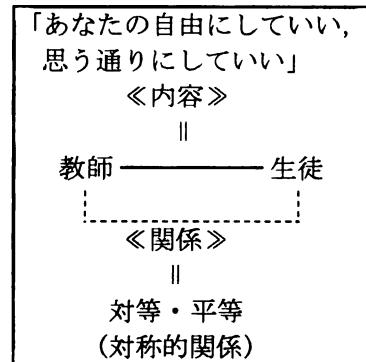 「あなたの自由にしていい,
思う通りにしていい」
≪内容≫
||
教師 生徒
≪関係≫
||
対等・平等
(対称的関係)